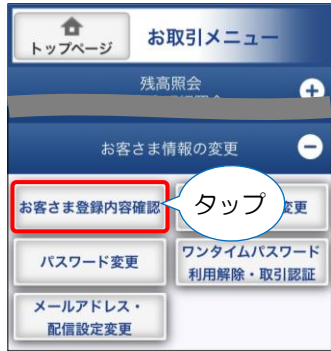 トップページ
お取引メニュー
残高照会
お客さま情報の変更
お客さま登録内容確認
タップ
変更
パスワード変更
ワンタイムパスワード
利用解除・取引認証
メールアドレス・
配信設定変更